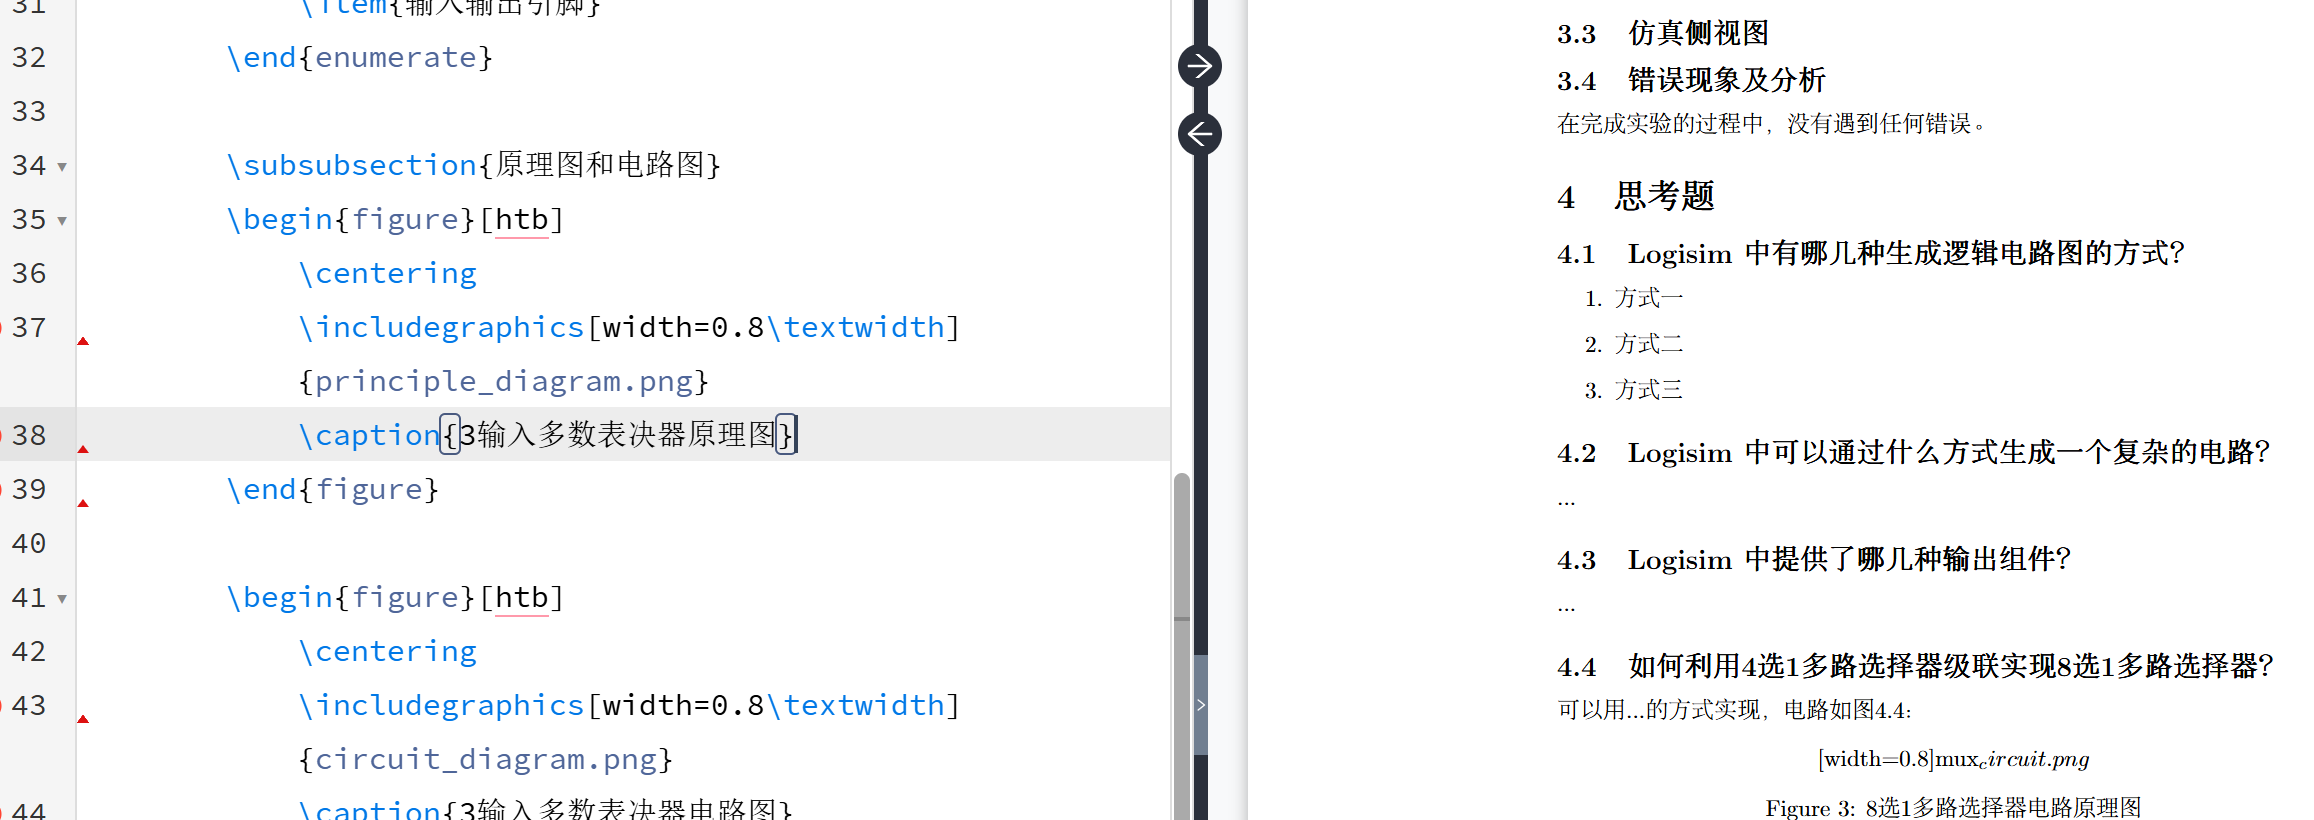 31 \item{输入输出引脚}
32 \end{enumerate}
33
34 \subsubsection{原理图和电路图}
35 \begin{figure}[htb]
36 \centering
37 \includegraphics[width=0.8\textwidth]
{principle_diagram.png}
38 \caption{3输入多数表决器原理图}
39 \end{figure}
40
41 \begin{figure}[htb]
42 \centering
43 \includegraphics[width=0.8\textwidth]
{circuit_diagram.png}
44 \caption{3输入多数表决器电路图}
3.3 仿真侧视图
3.4 错误现象及分析
在完成实验的过程中，没有遇到任何错误。
4 思考题
4.1 Logisim 中有哪几种生成逻辑电路图的方式？
1. 方式一
2. 方式二
3. 方式三
4.2 Logisim 中可以通过什么方式生成一个复杂的电路？
...
4.3 Logisim 中提供了哪几种输出组件？
...
4.4 如何利用4选1多路选择器级联实现8选1多路选择器？
可以用...的方式实现，电路如图4.4:
[width=0.8]mux_circuit.png
Figure 3: 8选1多路选择器电路原理图